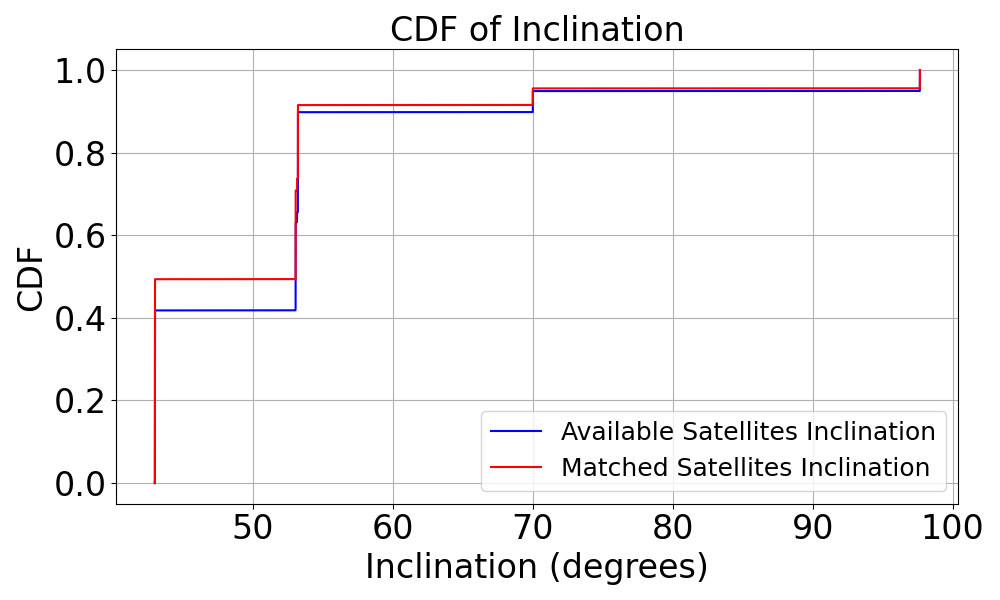 CDF of Inclination
CDF
1.0
0.8
0.6
0.4
0.2
0.0
Available Satellites Inclination
Matched Satellites Inclination
50 60 70 80 90 100
Inclination (degrees)